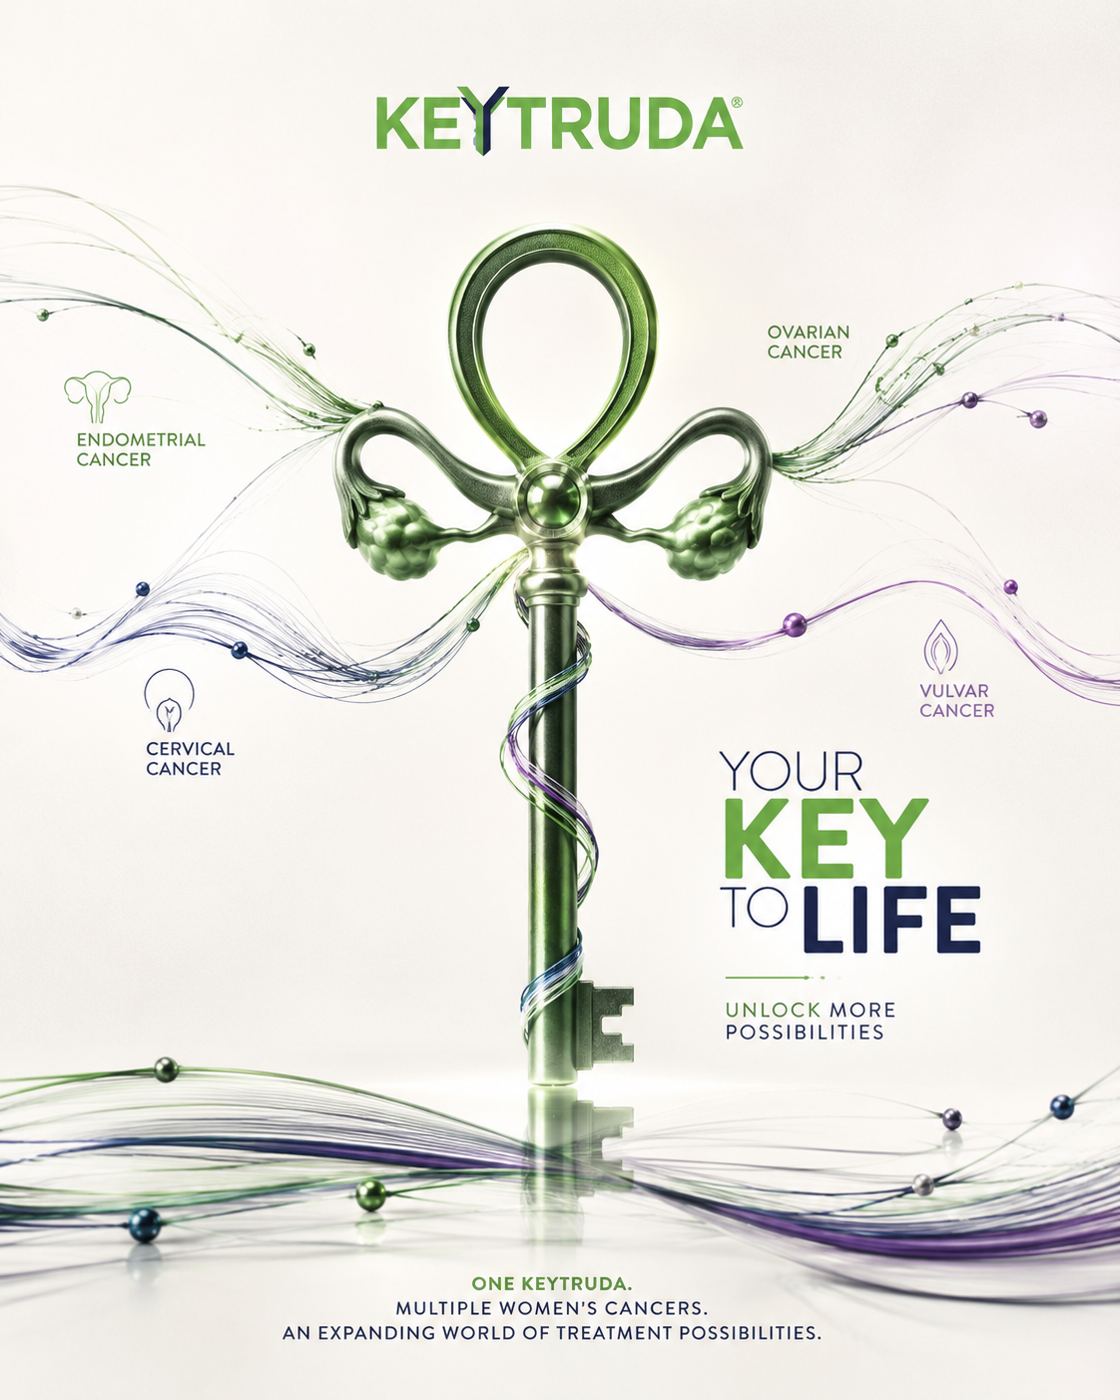 KEYTRUDA®
OVARIAN
CANCER
ENDOMETRIAL
CANCER
VULVAR
CANCER
CERVICAL
CANCER
YOUR
KEY
TO LIFE
UNLOCK MORE
POSSIBILITIES
ONE KEYTRUDA.
MULTIPLE WOMEN'S CANCERS.
AN EXPANDING WORLD OF TREATMENT POSSIBILITIES.